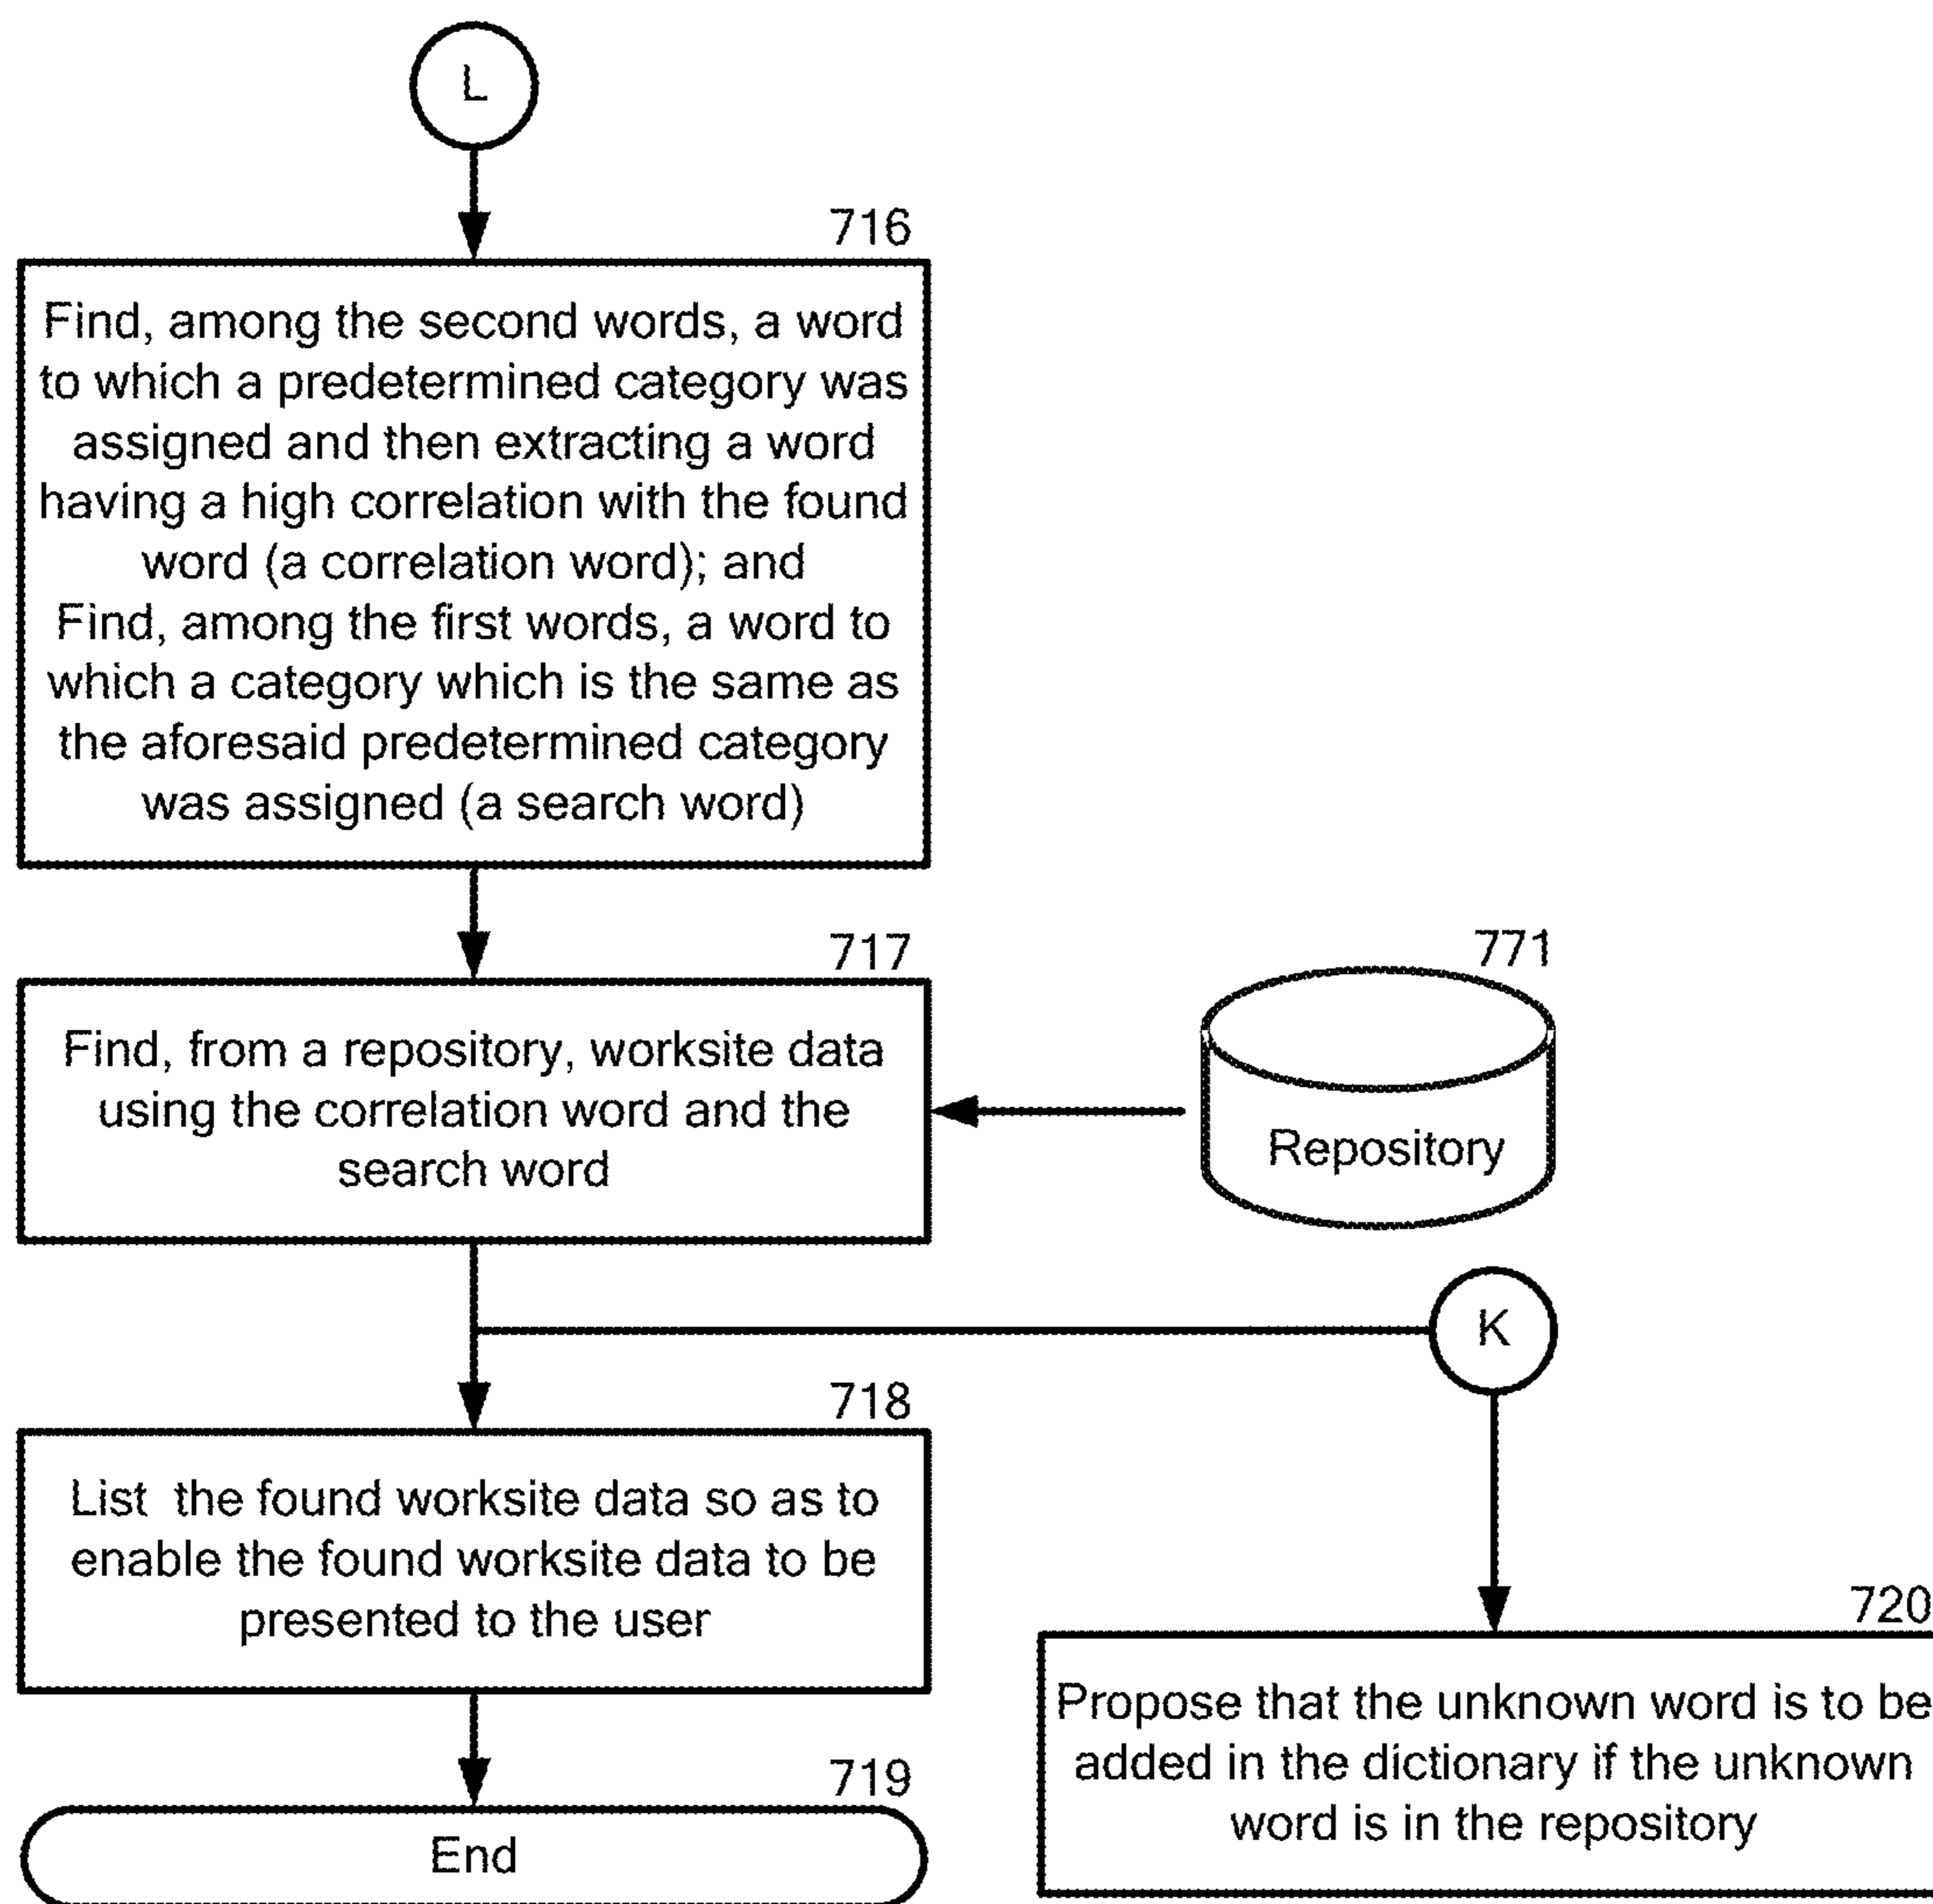 L
716
Find, among the second words, a word
to which a predetermined category was
assigned and then extracting a word
having a high correlation with the found
word (a correlation word); and
Find, among the first words, a word to
which a category which is the same as
the aforesaid predetermined category
was assigned (a search word)
717
Find, from a repository, worksite data
using the correlation word and the
search word
771
Repository
K
718
List the found worksite data so as to
enable the found worksite data to be
presented to the user
720
Propose that the unknown word is to be
added in the dictionary if the unknown
word is in the repository
719
End